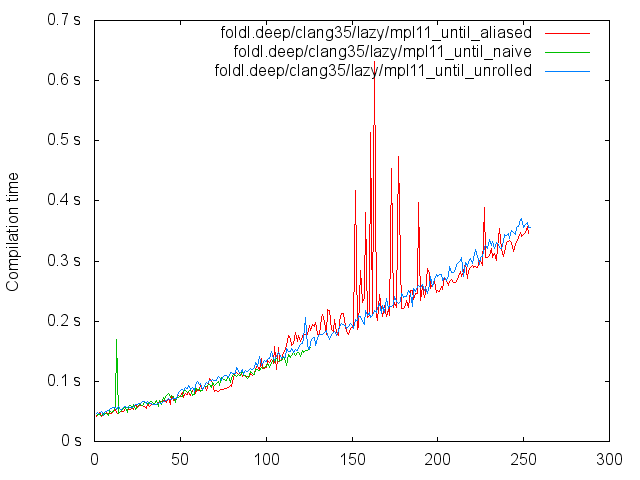 0.7 s
foldl.deep/clang35/lazy/mpl11_until_aliased
foldl.deep/clang35/lazy/mpl11_until_naive
foldl.deep/clang35/lazy/mpl11_until_unrolled
0.6 s
0.5 s
0.4 s
0.3 s
0.2 s
0.1 s
0 s
Compilation time
0 50 100 150 200 250 300